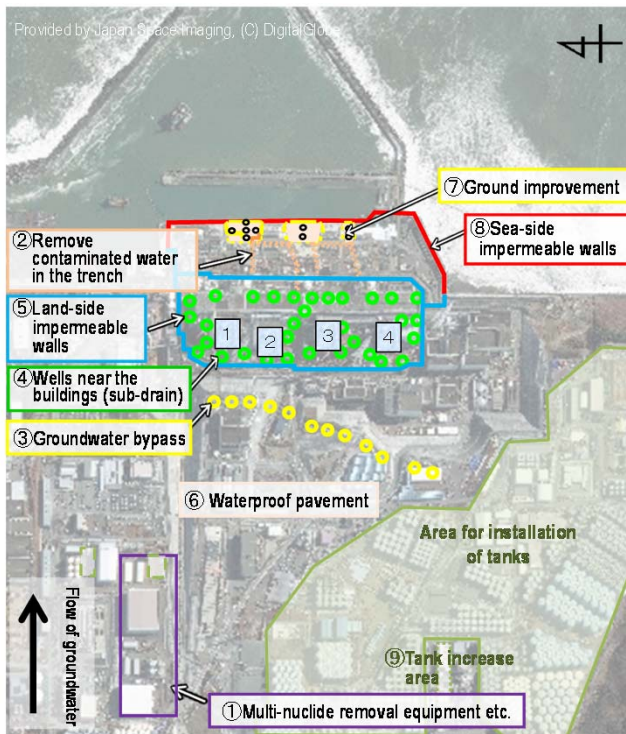 Provided by Japan Space Imaging, (C) DigitalGlobe
⑦Ground improvement
②Remove
contaminated water
in the trench
⑧Sea-side
impermeable walls
⑤Land-side
impermeable
walls
1
2
3
4
④Wells near the
buildings (sub-drain)
③Groundwater bypass
⑥ Waterproof pavement
Area for installation
of tanks
Flow of groundwater
⑨Tank increase
area
①Multi-nuclide removal equipment etc.